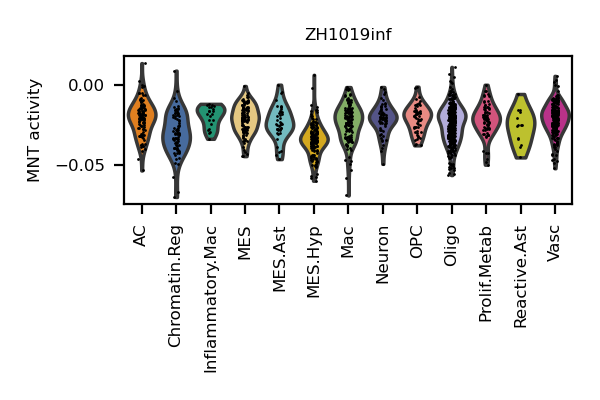 ZH1019inf
MNT activity
0.00
−0.05
AC
Chromatin.Reg
Inflammatory.Mac
MES
MES.Ast
MES.Hyp
Mac
Neuron
OPC
Oligo
Prolif.Metab
Reactive.Ast
Vasc